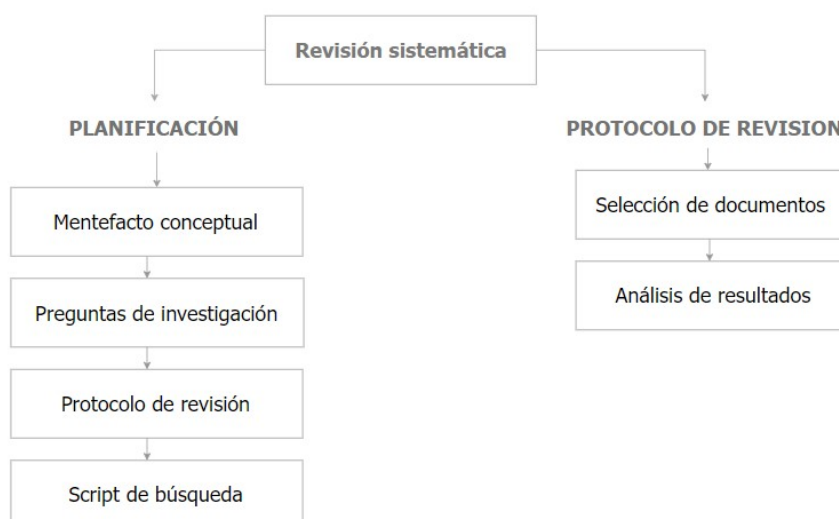 Revisión sistemática
PLANIFICACIÓN
Mentefacto conceptual
Preguntas de investigación
Protocolo de revisión
Script de búsqueda
PROTOCOLO DE REVISION
Selección de documentos
Análisis de resultados